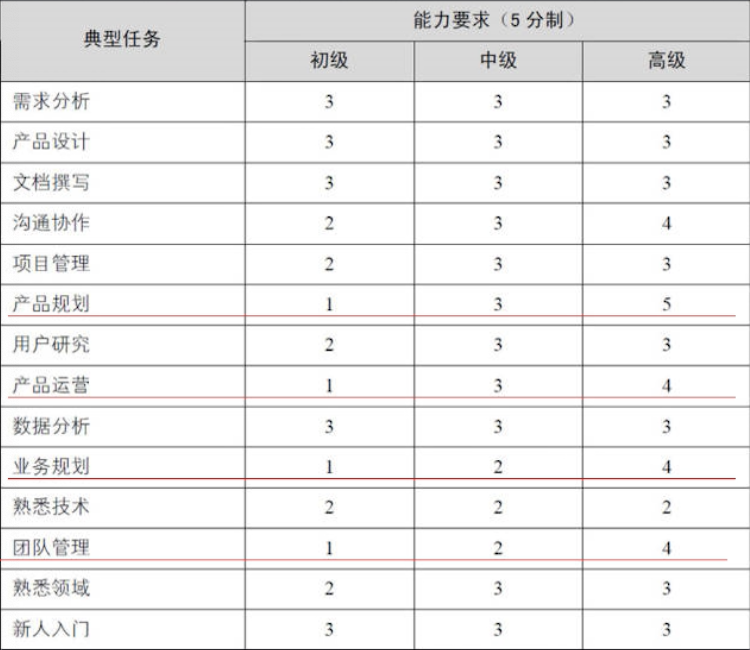 典型任务 能力要求（5 分制）
初级 中级 高级
需求分析 3 3 3
产品设计 3 3 3
文档撰写 3 3 3
沟通协作 2 3 4
项目管理 2 3 3
产品规划 1 3 5
用户研究 2 3 3
产品运营 1 3 4
数据分析 3 3 3
业务规划 1 2 4
熟悉技术 2 2 2
团队管理 1 2 4
熟悉领域 2 3 3
新人入门 3 3 3